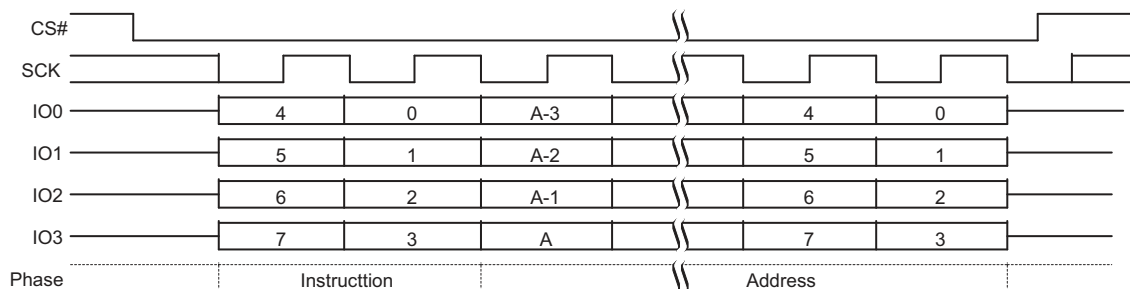 CS#
SCK
IO0 4 0 A-3 4 0
IO1 5 1 A-2 5 1
IO2 6 2 A-1 6 2
IO3 7 3 A 7 3
Phase Instructtion Address